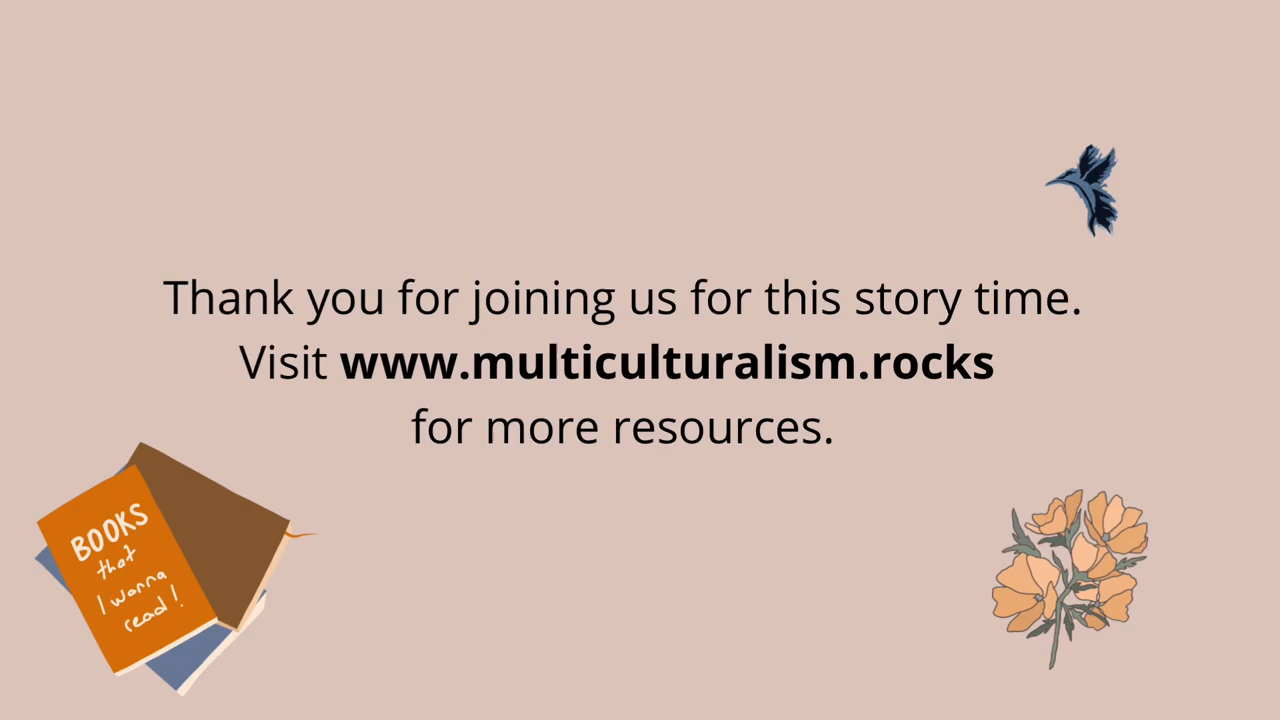 Thank you for joining us for this story time.
Visit www.multiculturalism.rocks
for more resources.
BOOKS
that
I wanna
read!